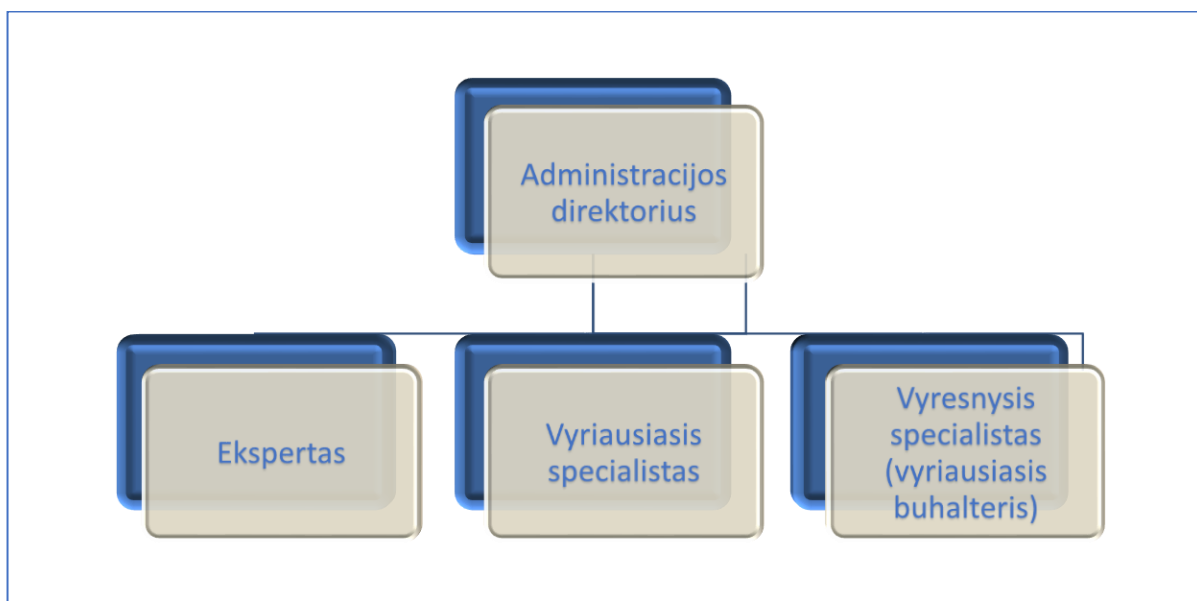 Administracijos
direktorius
Ekspertas
Vyriausiasis
specialistas
Vyresnysis
specialistas
(vyriausiasis
buhalteris)